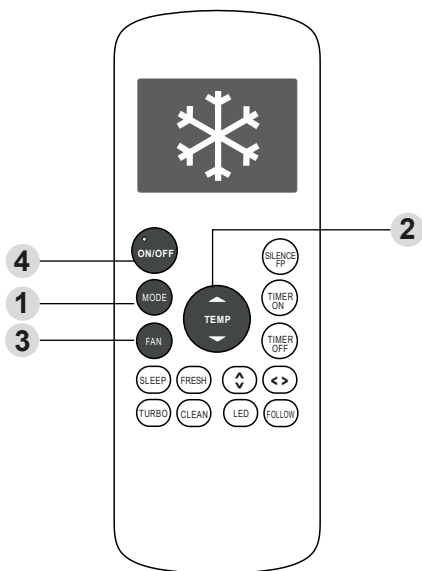 2
ON/OFF
4
SILENCE
FP
MODE
1
TEMP
TIMER
ON
FAN
3
TIMER
OFF
SLEEP FRESH
TURBO CLEAN LED FOLLOW